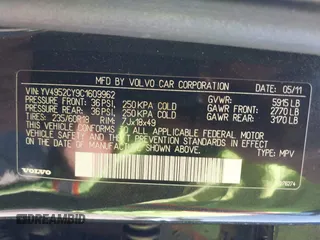 MFD. BY VOLVO CAR CORPORATION 05/11
VIN: YV4952CY9C1609962
PRESSURE FRONT: 36 PSI, 250 KPA COLD GVWR: 5915 LB
PRESSURE REAR: 36 PSI, 250 KPA COLD GAWR FRONT: 2770 LB
TIRES: 235/60R18 RIM: 7Jx18x49 GAWR REAR: 3170 LB
THIS VEHICLE CONFORMS TO ALL APPLICABLE U.S. FEDERAL MOTOR
VEHICLE SAFETY, BUMPER AND THEFT PREVENTION STANDARDS IN EFFECT
ON THE DATE OF MANUFACTURE SHOWN ABOVE.
TYPE: MPV
VOLVO
DREAMBID